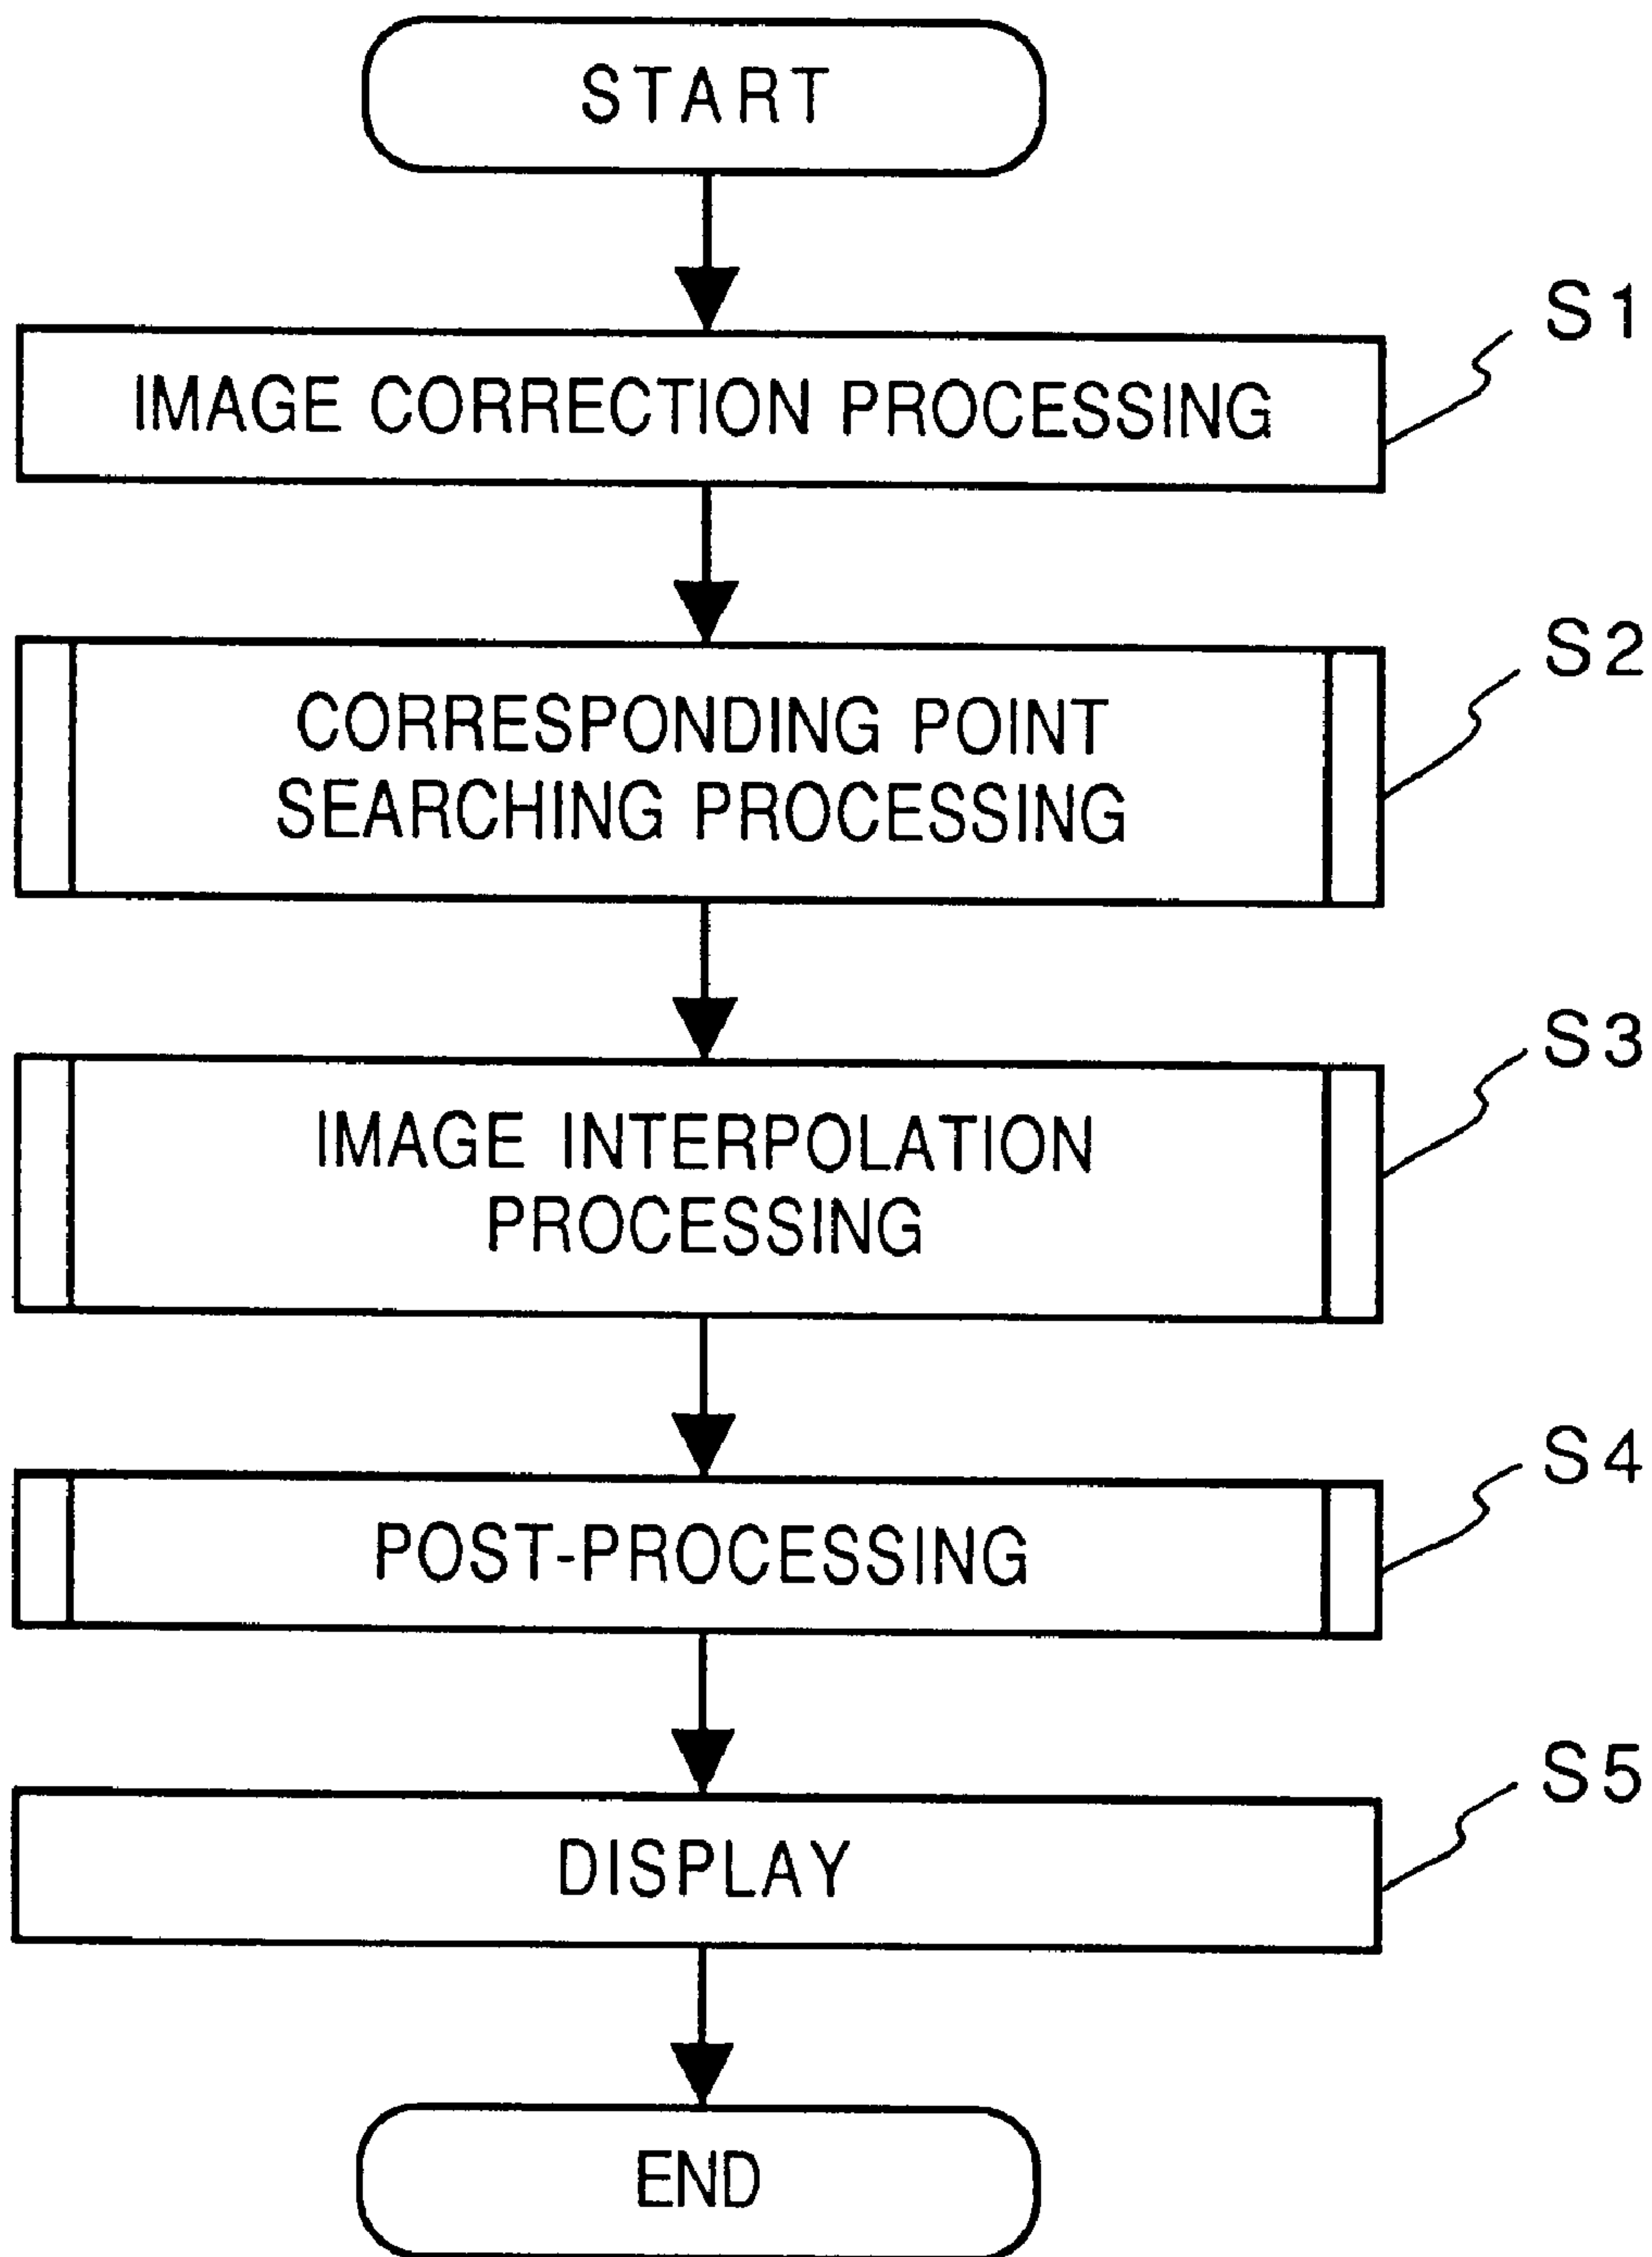 START
S1
IMAGE CORRECTION PROCESSING
S2
CORRESPONDING POINT
SEARCHING PROCESSING
S3
IMAGE INTERPOLATION
PROCESSING
S4
POST-PROCESSING
S5
DISPLAY
END